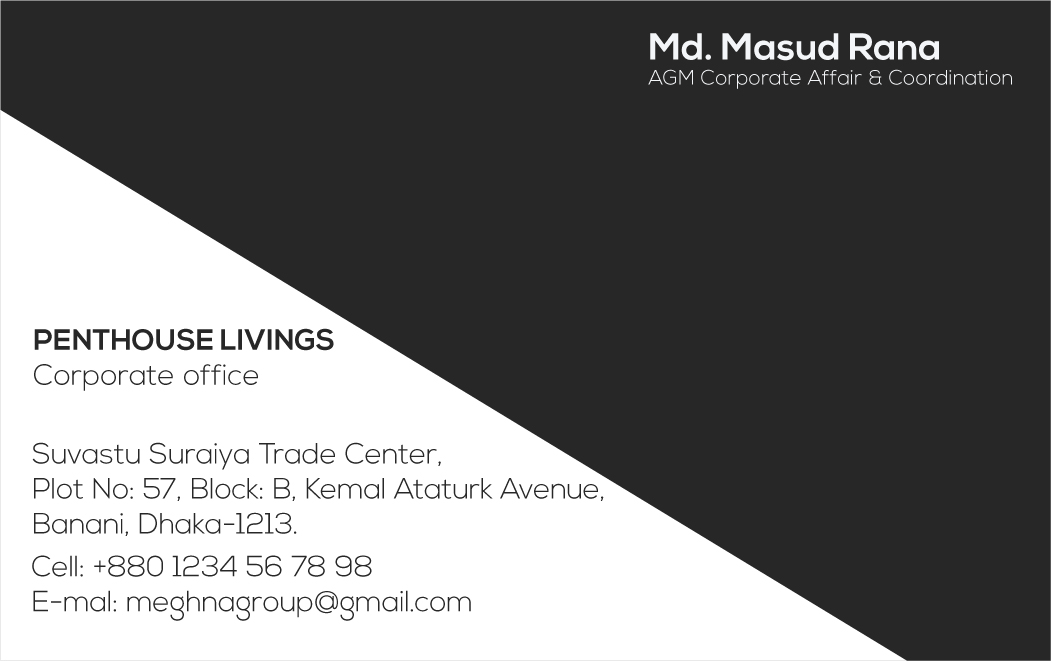 Md. Masud Rana
AGM Corporate Affair & Coordination
PENTHOUSE LIVINGS
Corporate office
Suvastu Suraiya Trade Center,
Plot No: 57, Block: B, Kemal Ataturk Avenue,
Banani, Dhaka-1213.
Cell: +880 1234 56 78 98
E-mal: meghnagroup@gmail.com